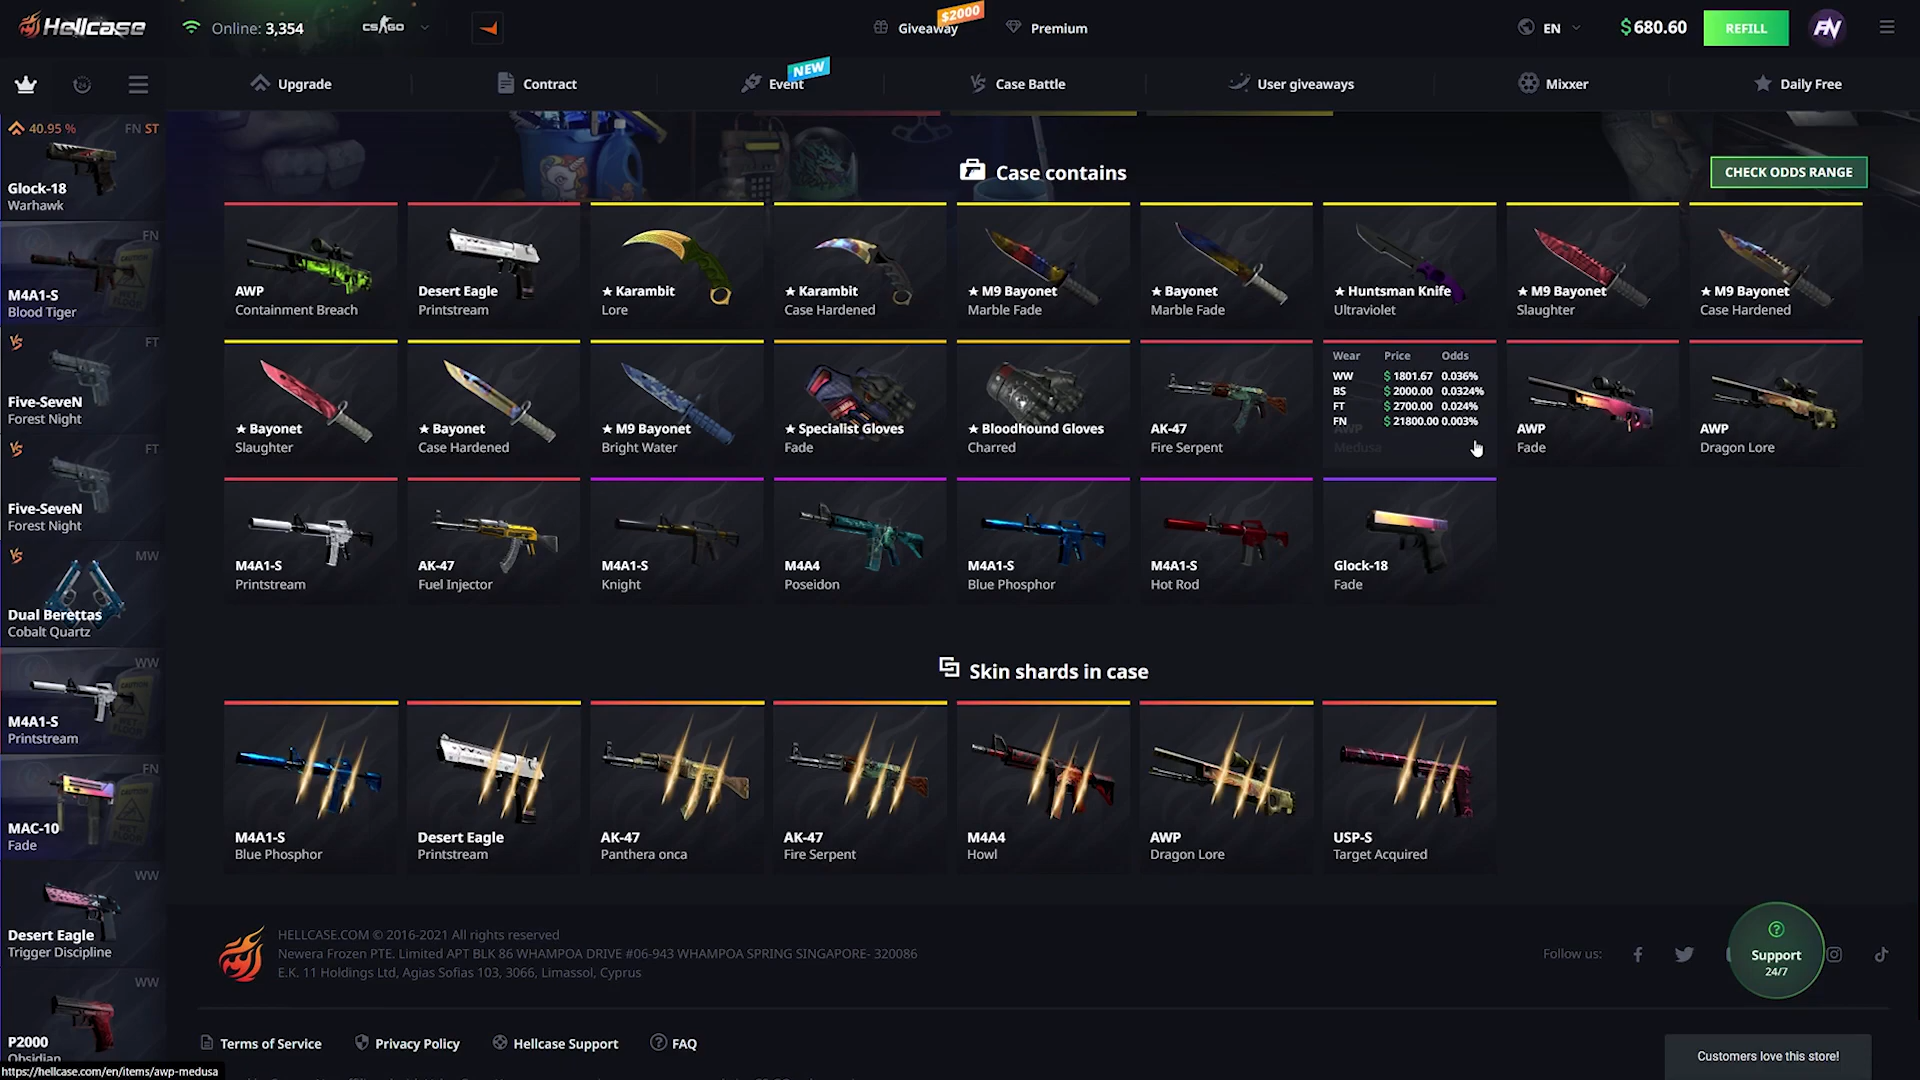 Hellcase
Online: 3,354
CS:GO
Giveaway
$2000
Premium
EN
$680.60
REFILL
FN
Upgrade
Contract
Event
NEW
Case Battle
User giveaways
Mixxer
Daily Free
40.95 %
FN ST
Glock-18
Warhawk
FN
M4A1-S
Blood Tiger
VS
FT
Five-SeveN
Forest Night
VS
FT
Five-SeveN
Forest Night
VS
MW
Dual Berettas
Cobalt Quartz
WW
M4A1-S
Printstream
FN
MAC-10
Fade
WW
Desert Eagle
Trigger Discipline
WW
P2000
Obsidian
Case contains
CHECK ODDS RANGE
AWP
Containment Breach
Desert Eagle
Printstream
★ Karambit
Lore
★ Karambit
Case Hardened
★ M9 Bayonet
Marble Fade
★ Bayonet
Marble Fade
★ Huntsman Knife
Ultraviolet
★ M9 Bayonet
Slaughter
★ M9 Bayonet
Case Hardened
★ Bayonet
Slaughter
★ Bayonet
Case Hardened
★ M9 Bayonet
Bright Water
★ Specialist Gloves
Fade
★ Bloodhound Gloves
Charred
AK-47
Fire Serpent
Wear Price Odds
WW $ 1801.67 0.036%
BS $ 2000.00 0.0324%
FT $ 2700.00 0.024%
FN $ 21800.00 0.003%
AWP
Medusa
AWP
Fade
AWP
Dragon Lore
M4A1-S
Printstream
AK-47
Fuel Injector
M4A1-S
Knight
M4A4
Poseidon
M4A1-S
Blue Phosphor
M4A1-S
Hot Rod
Glock-18
Fade
Skin shards in case
M4A1-S
Blue Phosphor
Desert Eagle
Printstream
AK-47
Panthera onca
AK-47
Fire Serpent
M4A4
Howl
AWP
Dragon Lore
USP-S
Target Acquired
HELLCASE.COM © 2016-2021 All rights reserved
Newera Frozen PTE. Limited APT BLK 86 WHAMPOA DRIVE #06-943 WHAMPOA SPRING SINGAPORE- 320086
E.K. 11 Holdings Ltd, Agias Sofias 103, 3066, Limassol, Cyprus
Follow us:
Support
24/7
Terms of Service
Privacy Policy
Hellcase Support
FAQ
Customers love this store!
https://hellcase.com/en/items/awp-medusa